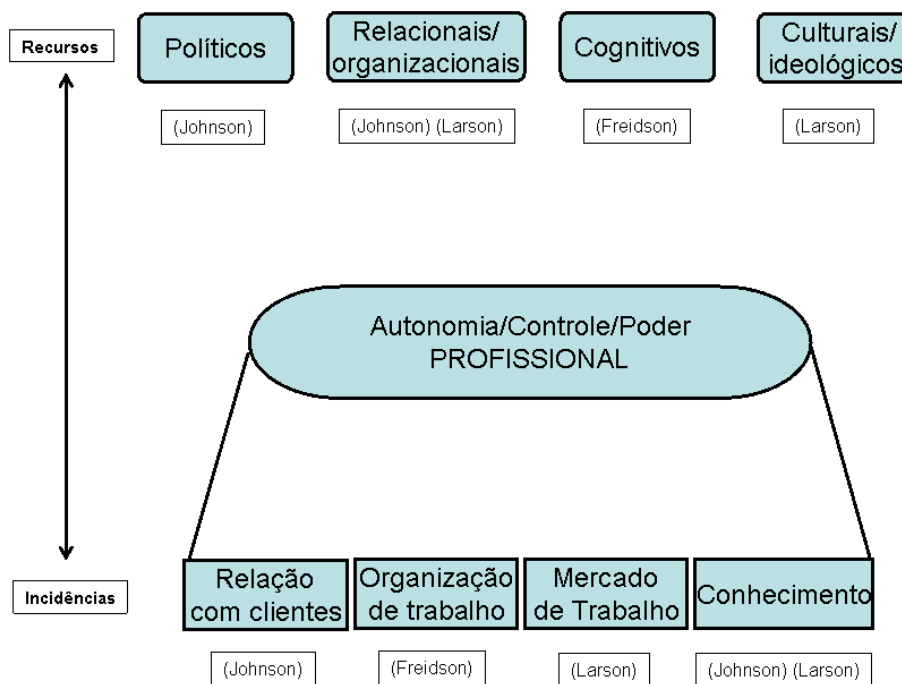 Recursos
Políticos
Relacionais/
organizacionais
Cognitivos
Culturais/
ideológicos
(Johnson)
(Johnson) (Larson)
(Freidson)
(Larson)
Autonomia/Controle/Poder
PROFISSIONAL
Incidências
Relação
com clientes
Organização
de trabalho
Mercado
de Trabalho
Conhecimento
(Johnson)
(Freidson)
(Larson)
(Johnson) (Larson)